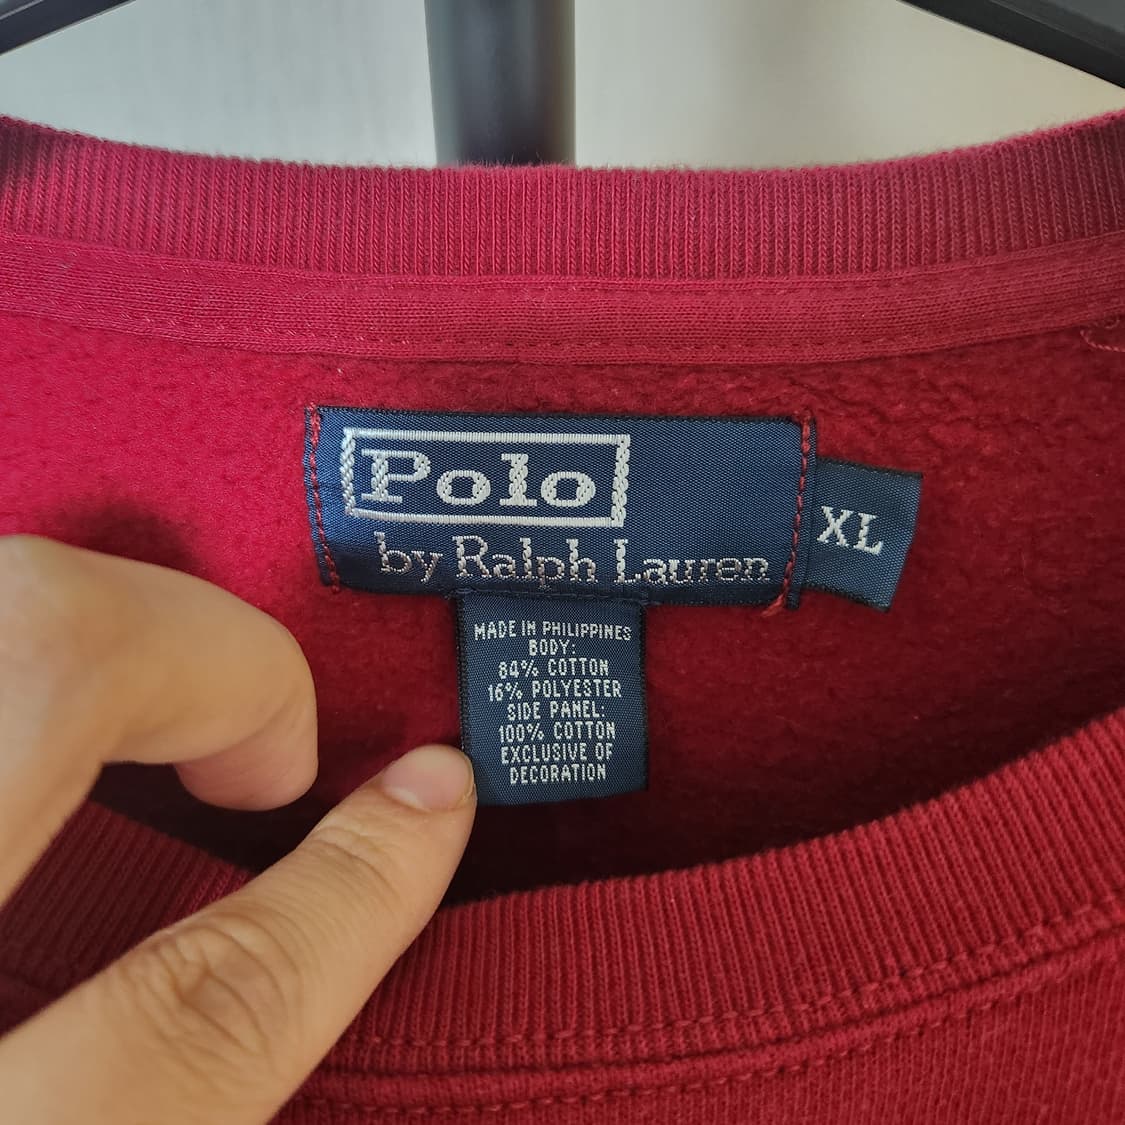 Polo
by Ralph Lauren
XL
MADE IN PHILIPPINES
BODY:
84% COTTON
16% POLYESTER
SIDE PANEL:
100% COTTON
EXCLUSIVE OF
DECORATION